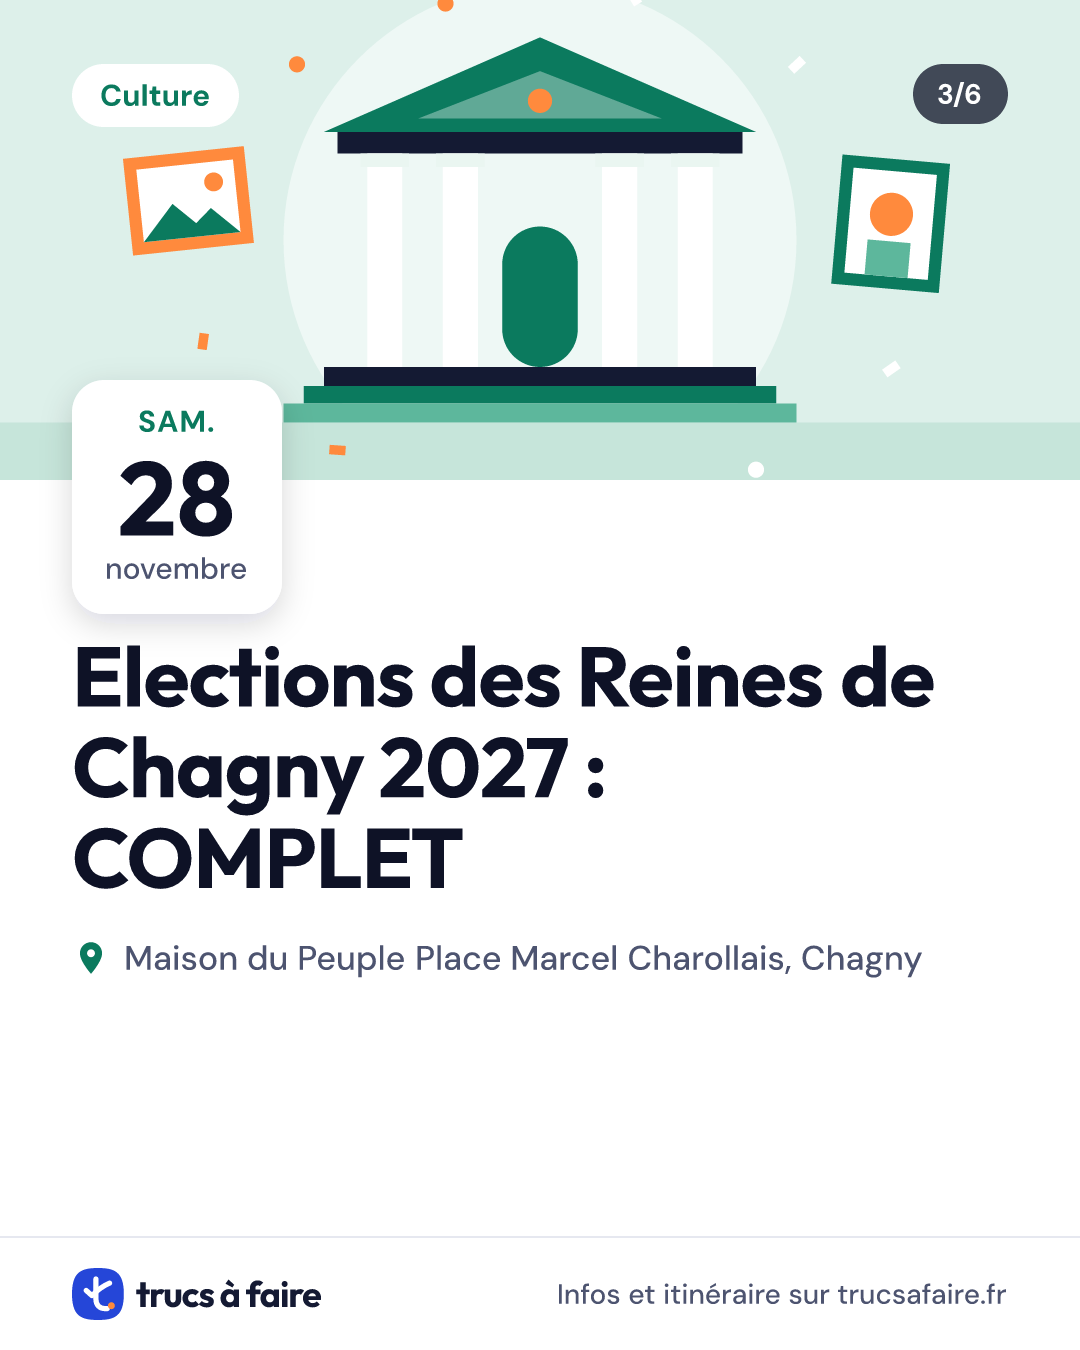 Culture
3/6
SAM.
28
novembre
Elections des Reines de
Chagny 2027 :
COMPLET
Maison du Peuple Place Marcel Charollais, Chagny
trucs à faire
Infos et itinéraire sur trucsafaire.fr